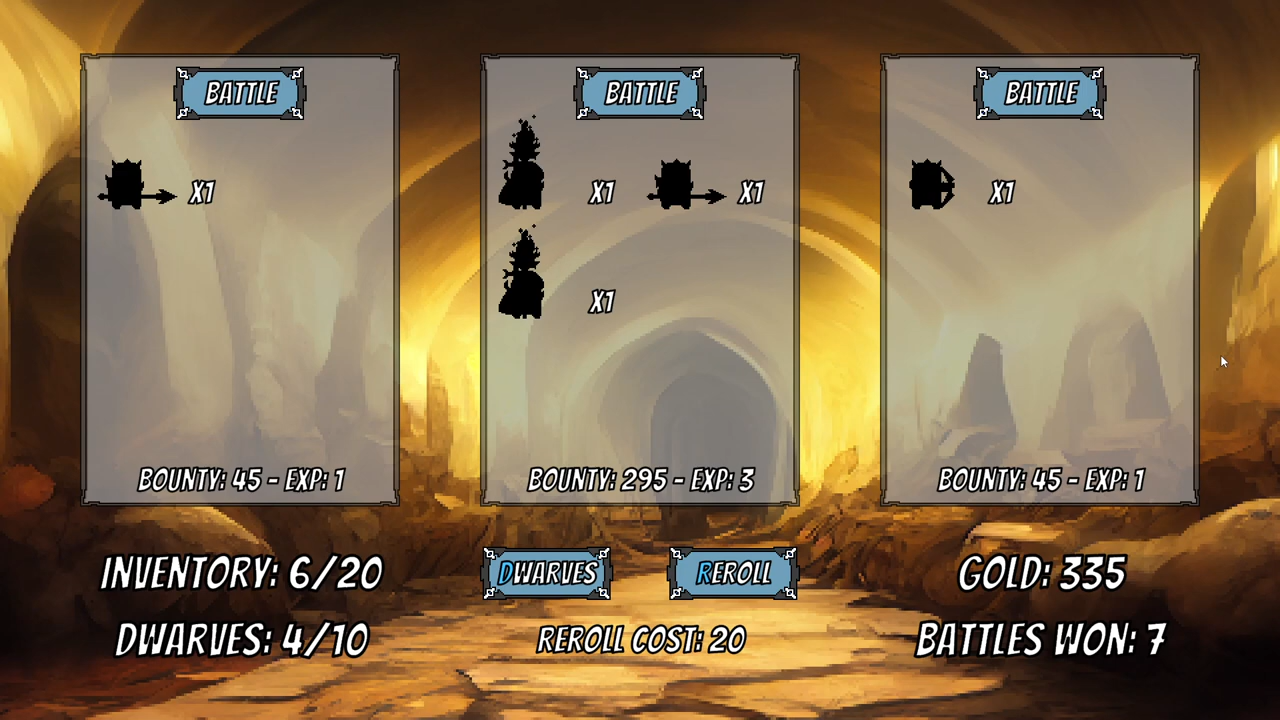 BATTLE
X1
BOUNTY: 45 - EXP: 1
BATTLE
X1 X1
X1
BOUNTY: 295 - EXP: 3
BATTLE
X1
BOUNTY: 45 - EXP: 1
INVENTORY: 6/20
DWARVES: 4/10
DWARVES REROLL
REROLL COST: 20
GOLD: 335
BATTLES WON: 7